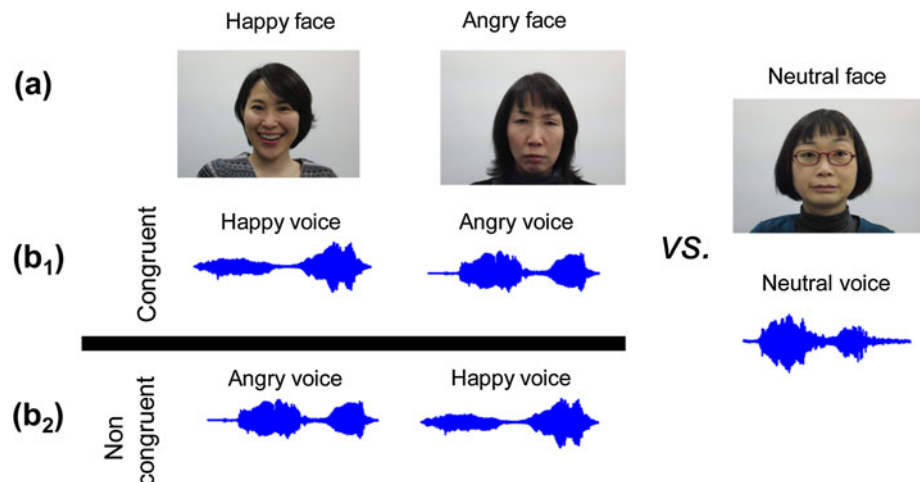 Happy face
Angry face
(a)
Neutral face
Congruent
Happy voice
Angry voice
(b1)
vs.
Neutral voice
Non
congruent
Angry voice
Happy voice
(b2)